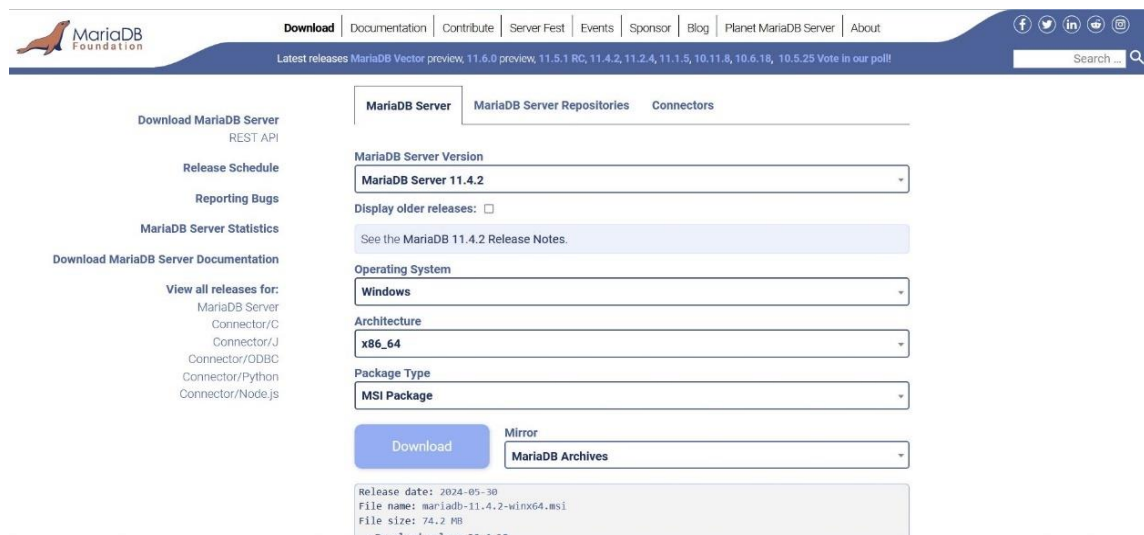 MariaDB
Foundation
Download Documentation Contribute Server Fest Events Sponsor Blog Planet MariaDB Server About
Latest releases MariaDB Vector preview, 11.6.0 preview, 11.5.1 RC, 11.4.2, 11.2.4, 11.1.5, 10.11.8, 10.6.18, 10.5.25 Vote in our poll!
Search ...
Download MariaDB Server
REST API
Release Schedule
Reporting Bugs
MariaDB Server Statistics
Download MariaDB Server Documentation
View all releases for:
MariaDB Server
Connector/C
Connector/J
Connector/ODBC
Connector/Python
Connector/Node.js
MariaDB Server MariaDB Server Repositories Connectors
MariaDB Server Version
MariaDB Server 11.4.2
Display older releases:
See the MariaDB 11.4.2 Release Notes.
Operating System
Windows
Architecture
x86_64
Package Type
MSI Package
Download
Mirror
MariaDB Archives
Release date: 2024-05-30
File name: mariadb-11.4.2-winx64.msi
File size: 74.2 MB